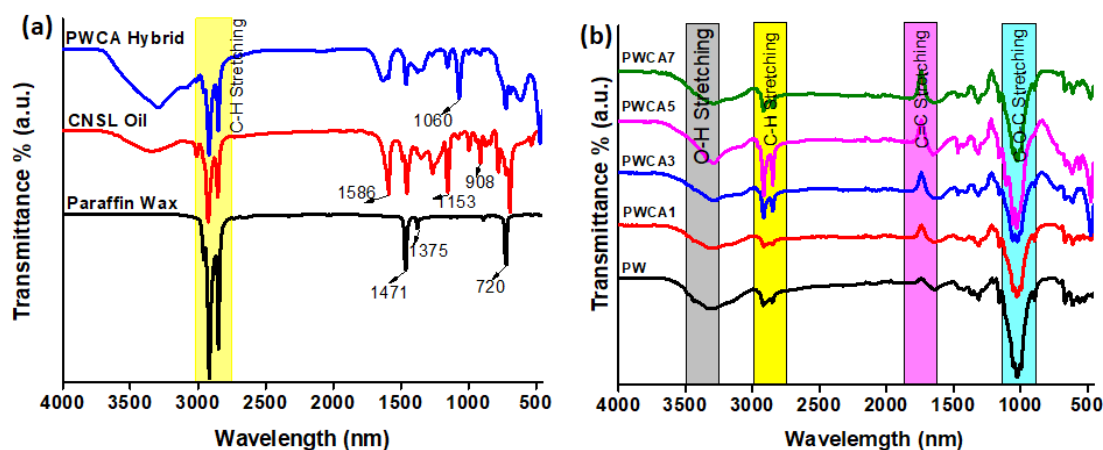 (a)
PWCA Hybrid
C-H Stretching
1060
CNSL Oil
1586
1153
908
Paraffin Wax
1375
1471
720
Transmittance % (a.u.)
4000 3500 3000 2500 2000 1500 1000 500
Wavelength (nm)
(b)
PWCA7
PWCA5
PWCA3
PWCA1
PW
O-H Stretching
C-H Stretching
C=C Stretching
C-O-C Stretching
Transmittance % (a.u.)
4000 3500 3000 2500 2000 1500 1000 500
Wavelemgth (nm)